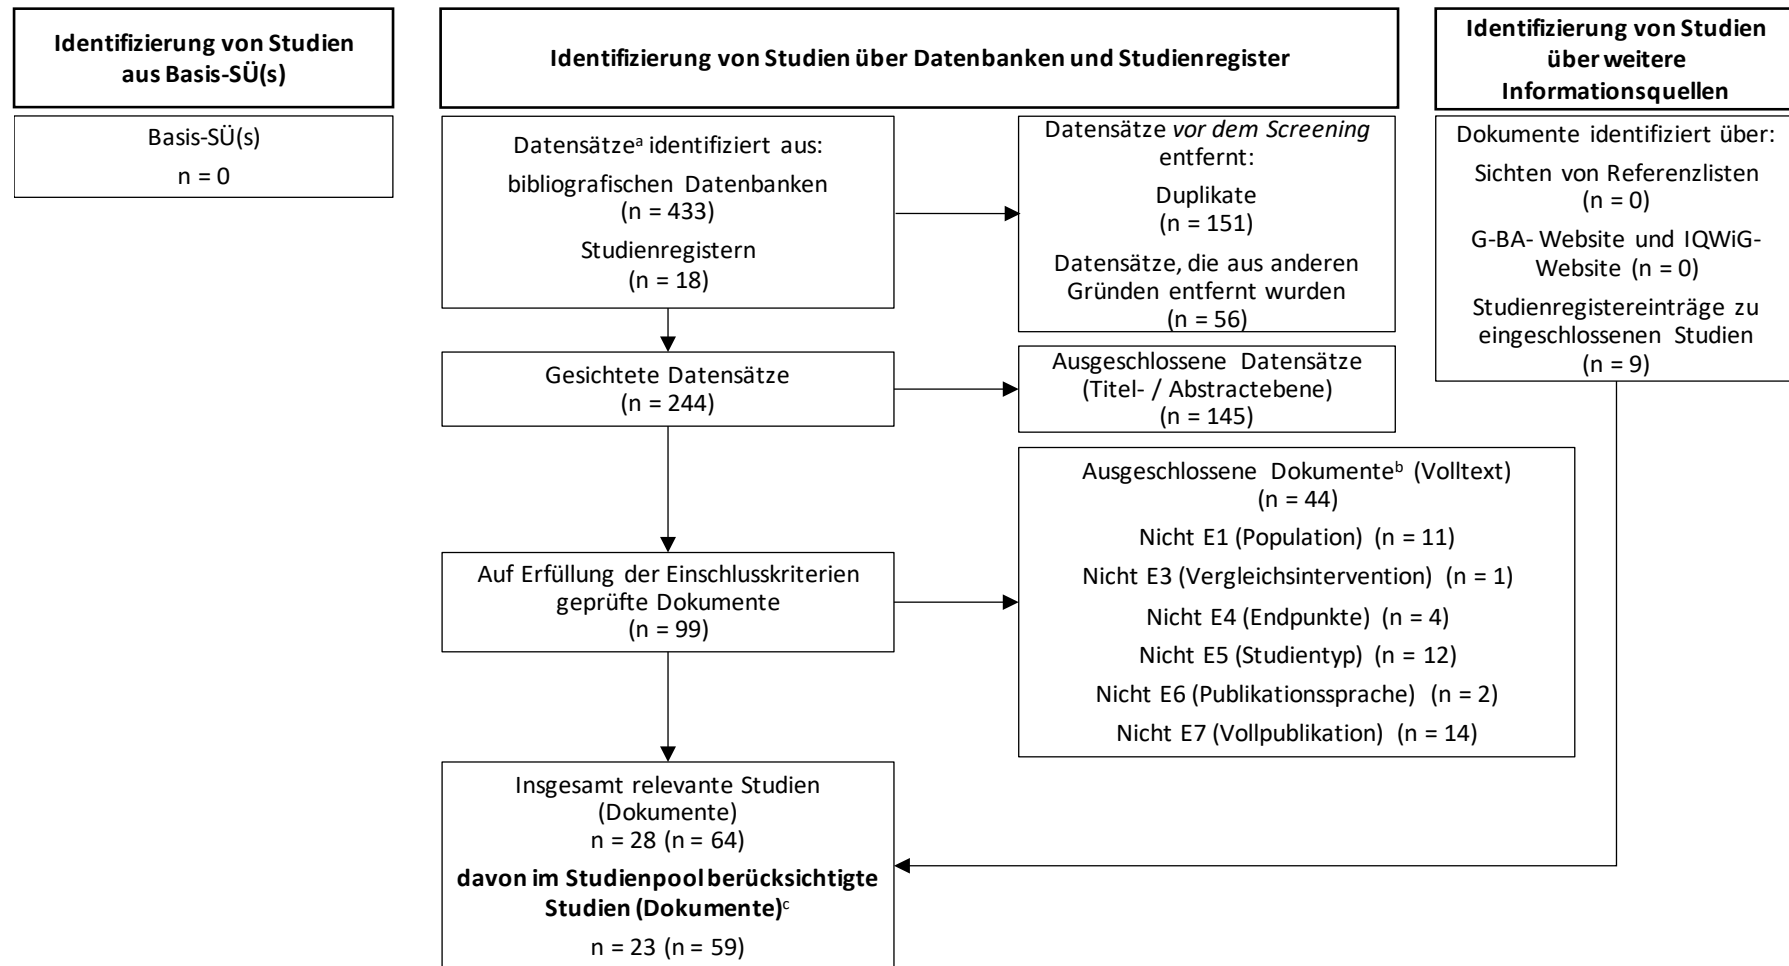 Identifizierung von Studien
aus Basis-SÜ(s)
Basis-SÜ(s)
n = 0
Identifizierung von Studien über Datenbanken und Studienregister
Datensätzeᵃ identifiziert aus:
bibliografischen Datenbanken
(n = 433)
Studienregistern
(n = 18)
Datensätze vor dem Screening
entfernt:
Duplikate
(n = 151)
Datensätze, die aus anderen
Gründen entfernt wurden
(n = 56)
Gesichtete Datensätze
(n = 244)
Ausgeschlossene Datensätze
(Titel- / Abstractebene)
(n = 145)
Auf Erfüllung der Einschlusskriterien
geprüfte Dokumente
(n = 99)
Ausgeschlossene Dokumenteᵇ (Volltext)
(n = 44)
Nicht E1 (Population) (n = 11)
Nicht E3 (Vergleichsintervention) (n = 1)
Nicht E4 (Endpunkte) (n = 4)
Nicht E5 (Studientyp) (n = 12)
Nicht E6 (Publikationssprache) (n = 2)
Nicht E7 (Vollpublikation) (n = 14)
Insgesamt relevante Studien
(Dokumente)
n = 28 (n = 64)
davon im Studienpool berücksichtigte
Studien (Dokumente)ᶜ
n = 23 (n = 59)
Identifizierung von Studien
über weitere
Informationsquellen
Dokumente identifiziert über:
Sichten von Referenzlisten
(n = 0)
G-BA- Website und IQWiG-
Website (n = 0)
Studienregistereinträge zu
eingeschlossenen Studien
(n = 9)